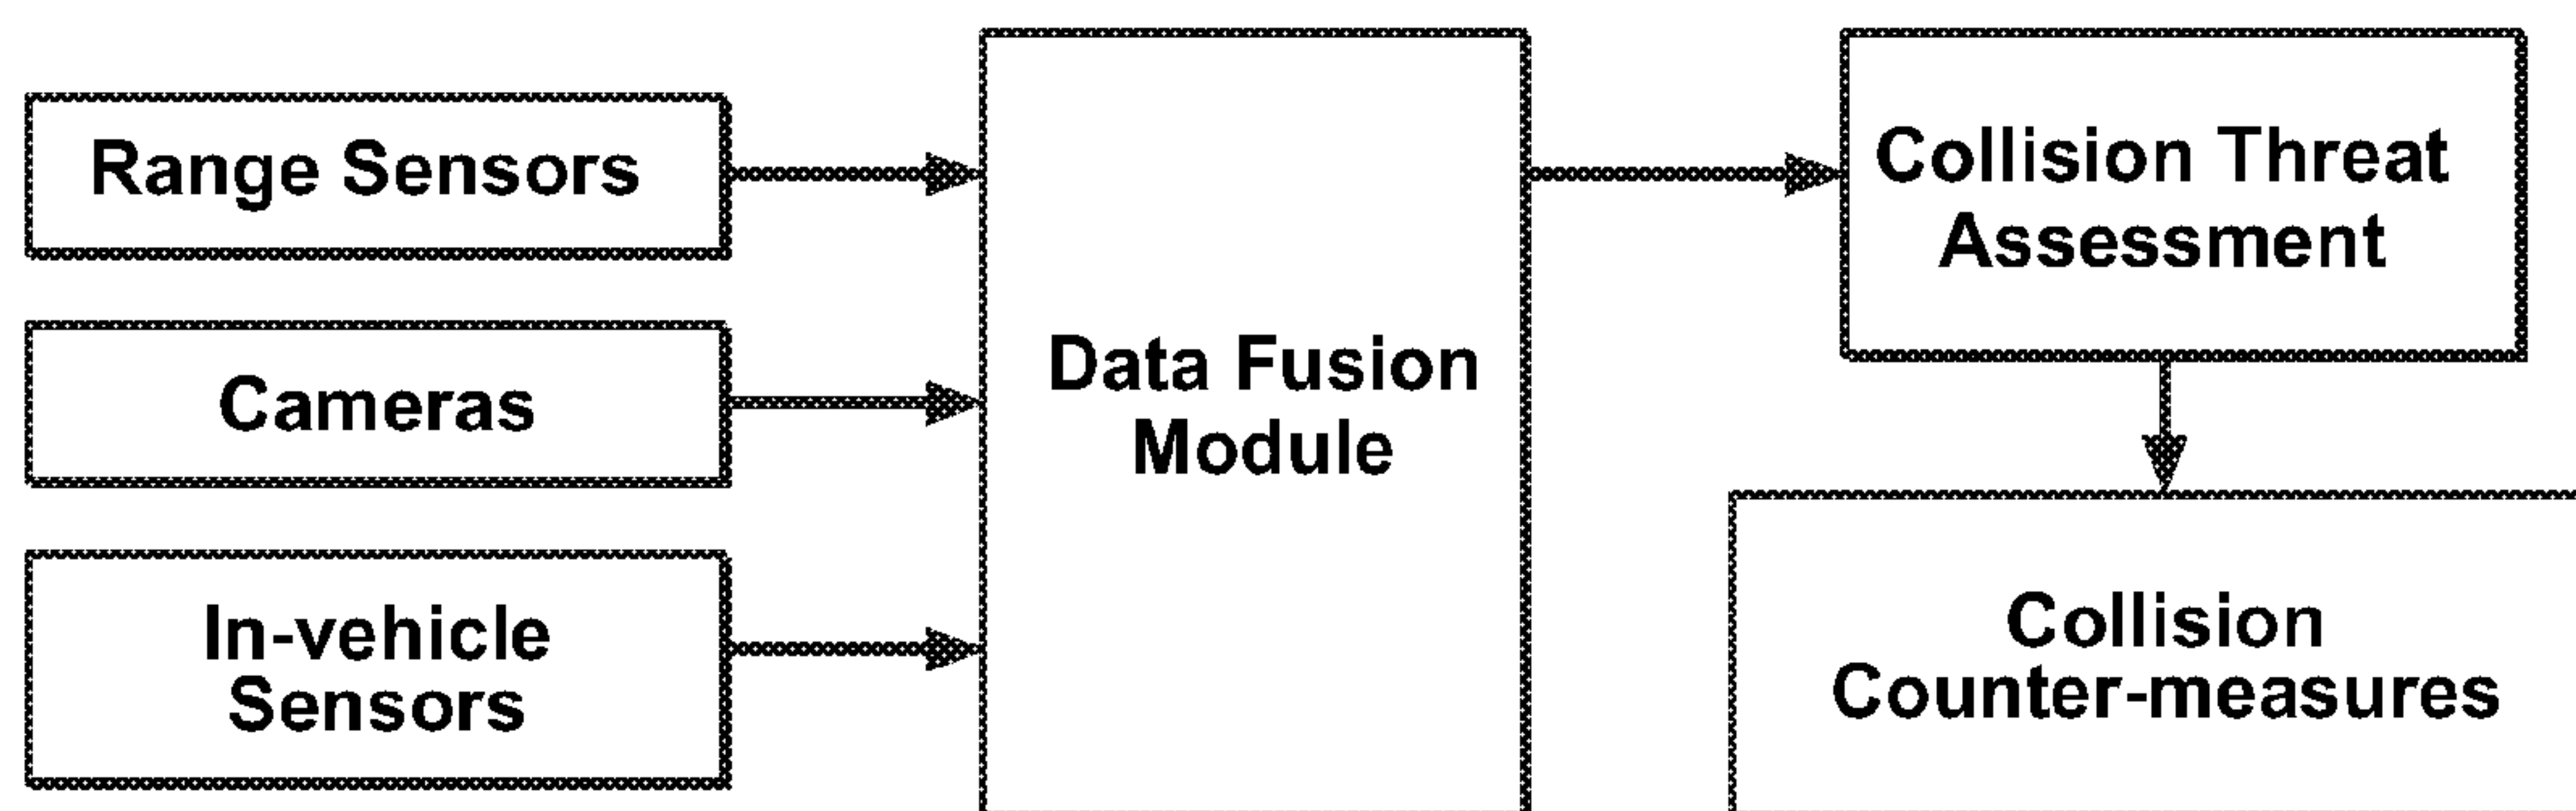 Range Sensors
Cameras
In-vehicle
Sensors
Data Fusion
Module
Collision Threat
Assessment
Collision
Counter-measures